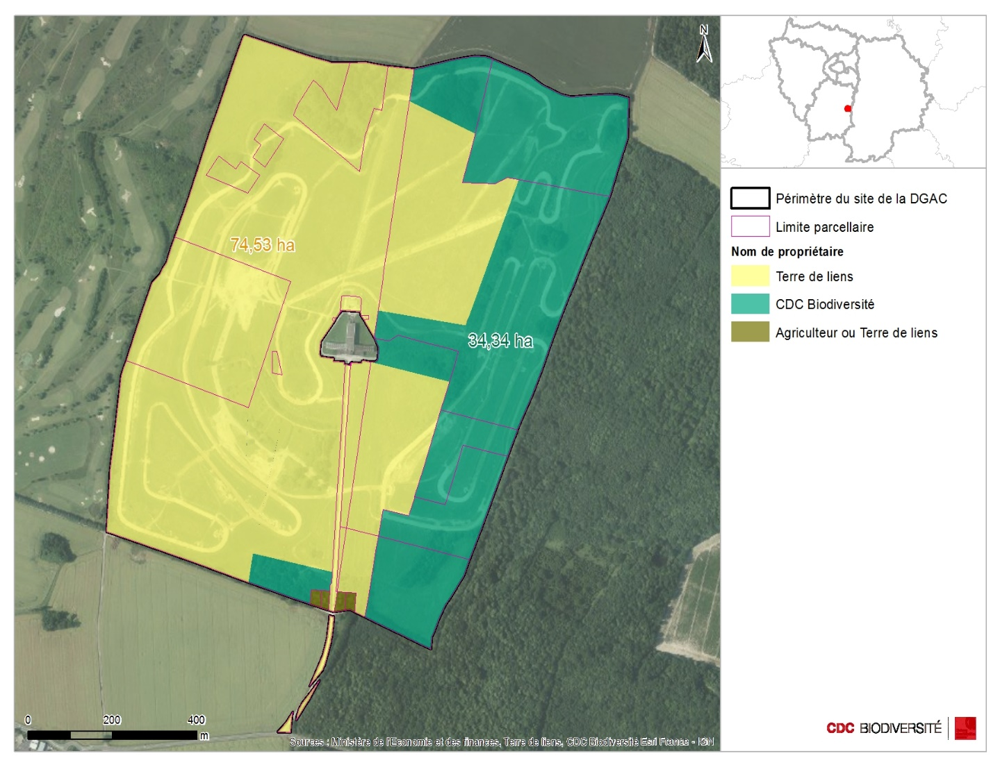 N
74,53 ha
34,34 ha
0 200 400
m
Sources : Ministère de l'Economie et des finances, Terre de liens, CDC Biodiversité Esri France - IGN
Périmètre du site de la DGAC
Limite parcellaire
Nom de propriétaire
Terre de liens
CDC Biodiversité
Agriculteur ou Terre de liens
CDC BIODIVERSITÉ